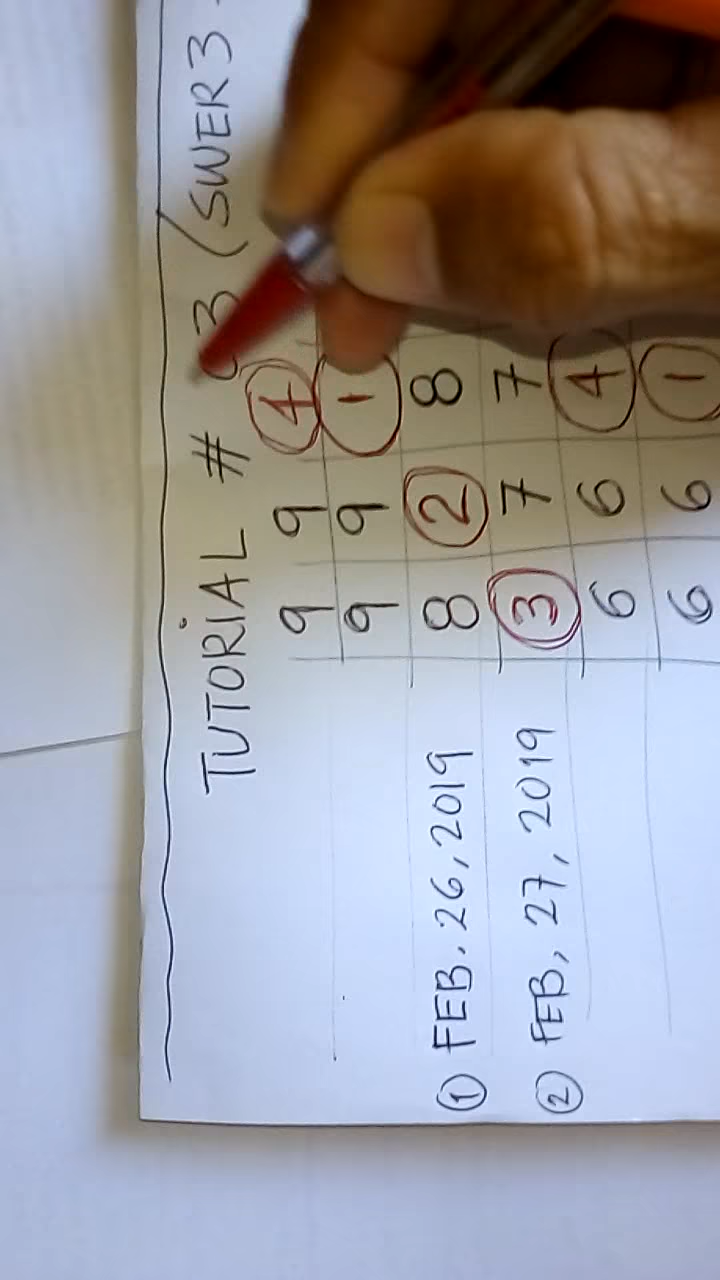 TUTORIAL # 3 (SWER3
9 9 4
9 9 1
① FEB. 26, 2019 8 2 8
② FEB, 27, 2019 3 7 7
6 6 4
6 6 1